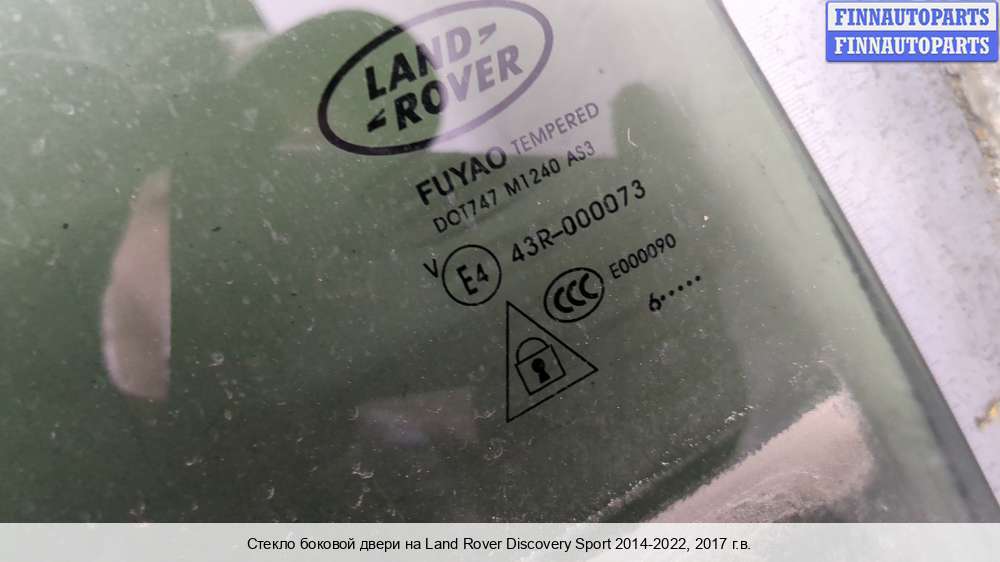 FINNAUTOPARTS
FINNAUTOPARTS
LAND
ROVER
FUYAO TEMPERED
DOT747 M1240 AS3
V E4 43R-000073
CCC E000090
6·····
Стекло боковой двери на Land Rover Discovery Sport 2014-2022, 2017 г.в.